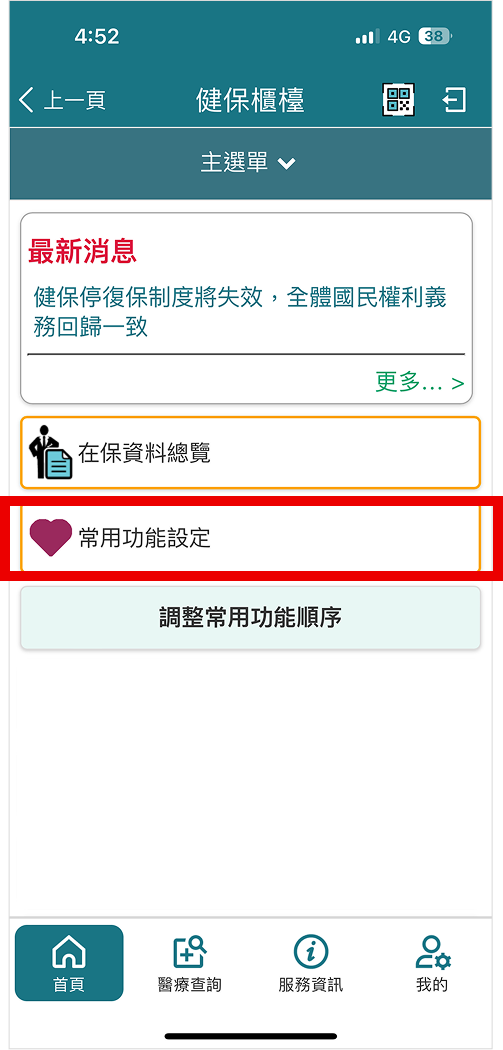 4:52 4G 38
上一頁 健保櫃檯
主選單
最新消息
健保停復保制度將失效，全體國民權利義
務回歸一致
更多... >
在保資料總覽
常用功能設定
調整常用功能順序
首頁 醫療查詢 服務資訊 我的